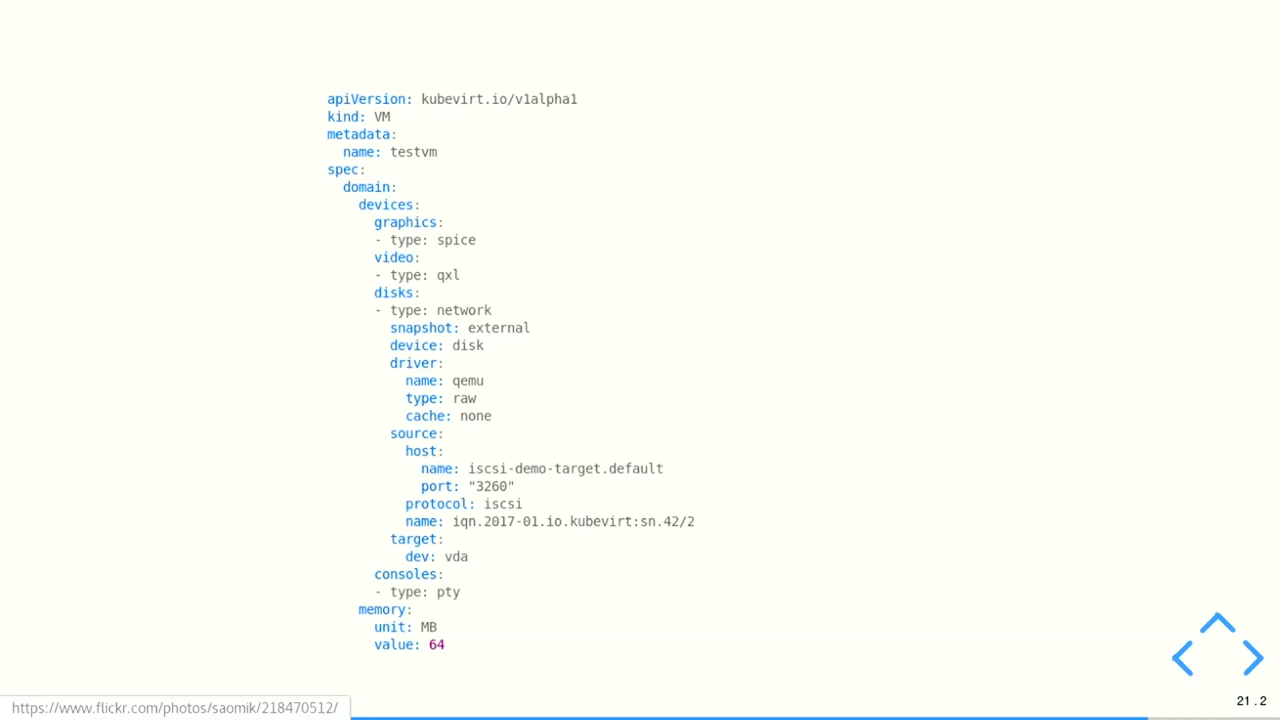 apiVersion: kubevirt.io/v1alpha1
kind: VM
metadata:
  name: testvm
spec:
  domain:
    devices:
      graphics:
      - type: spice
      video:
      - type: qxl
      disks:
      - type: network
        snapshot: external
        device: disk
        driver:
          name: qemu
          type: raw
          cache: none
        source:
          host:
            name: iscsi-demo-target.default
            port: "3260"
          protocol: iscsi
          name: iqn.2017-01.io.kubevirt:sn.42/2
        target:
          dev: vda
      consoles:
      - type: pty
    memory:
      unit: MB
      value: 64
21.2
https://www.flickr.com/photos/saomik/218470512/